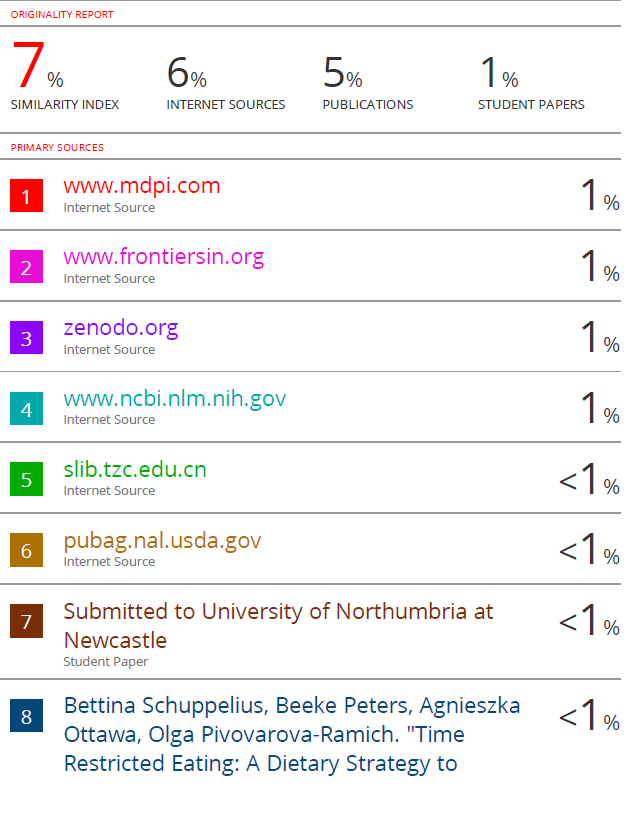 ORIGINALITY REPORT
7%
SIMILARITY INDEX
6%
INTERNET SOURCES
5%
PUBLICATIONS
1%
STUDENT PAPERS
PRIMARY SOURCES
1
www.mdpi.com
Internet Source
1%
2
www.frontiersin.org
Internet Source
1%
3
zenodo.org
Internet Source
1%
4
www.ncbi.nlm.nih.gov
Internet Source
1%
5
slib.tzc.edu.cn
Internet Source
<1%
6
pubag.nal.usda.gov
Internet Source
<1%
7
Submitted to University of Northumbria at
Newcastle
Student Paper
<1%
8
Bettina Schuppelius, Beeke Peters, Agnieszka
Ottawa, Olga Pivovarova-Ramich. "Time
Restricted Eating: A Dietary Strategy to
<1%